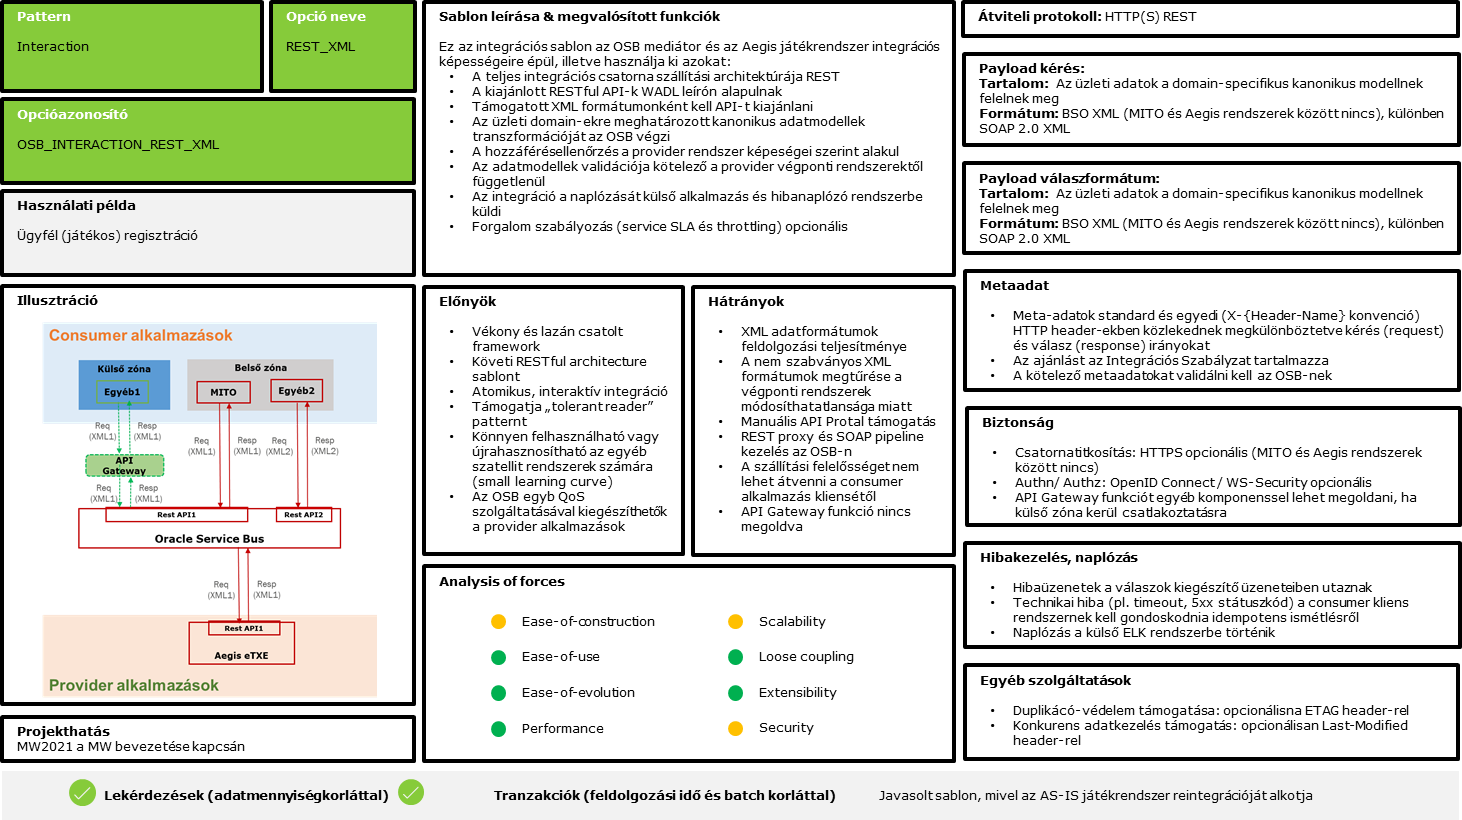 Pattern
Interaction
Opció neve
REST_XML
Opcióazonosító
OSB_INTERACTION_REST_XML
Használati példa
Ügyfél (játékos) regisztráció
Illusztráció
Consumer alkalmazások
Külső zóna
Egyéb1
Belső zóna
MITO
Egyéb2
Req
(XML1)
Resp
(XML1)
Req
(XML1)
Resp
(XML1)
Req
(XML2)
Resp
(XML2)
API
Gateway
Req
(XML1)
Resp
(XML1)
Rest API1
Rest API2
Oracle Service Bus
Req
(XML1)
Resp
(XML1)
Rest API1
Aegis eTXE
Provider alkalmazások
Projekthatás
MW2021 a MW bevezetése kapcsán
Sablon leírása & megvalósított funkciók
Ez az integrációs sablon az OSB mediátor és az Aegis játékrendszer integrációs
képességeire épül, illetve használja ki azokat:
• A teljes integrációs csatorna szállítási architektúrája REST
• A kiajánlott RESTful API-k WADL leírón alapulnak
• Támogatott XML formátumonként kell API-t kiajánlani
• Az üzleti domain-ekre meghatározott kanonikus adatmodellek
transzformációját az OSB végzi
• A hozzáférésellenőrzés a provider rendszer képeségei szerint alakul
• Az adatmodellek validációja kötelező a provider végponti rendszerektől
függetlenül
• Az integráció a naplózását külső alkalmazás és hibanaplózó rendszerbe
küldi
• Forgalom szabályozás (service SLA és throttling) opcionális
Előnyök
• Vékony és lazán csatolt
framework
• Követi RESTful architecture
sablont
• Atomikus, interaktív integráció
• Támogatja „tolerant reader”
patternt
• Könnyen felhasználható vagy
újrahasznosítható az egyéb
szatellit rendszerek számára
(small learning curve)
• Az OSB egyb QoS
szolgáltatásával kiegészíthetők
a provider alkalmazások
Hátrányok
• XML adatformátumok
feldolgozási teljesítménye
• A nem szabványos XML
formátumok megtűrése a
végponti rendszerek
módosíthatatlansága miatt
• Manuális API Protal támogatás
• REST proxy és SOAP pipeline
kezelés az OSB-n
• A szállítási felelősséget nem
lehet átvenni a consumer
alkalmazás kliensétől
• API Gateway funkció nincs
megoldva
Analysis of forces
Ease-of-construction
Scalability
Ease-of-use
Loose coupling
Ease-of-evolution
Extensibility
Performance
Security
Átviteli protokoll: HTTP(S) REST
Payload kérés:
Tartalom: Az üzleti adatok a domain-specifikus kanonikus modellnek
felelnek meg
Formátum: BSO XML (MITO és Aegis rendszerek között nincs), különben
SOAP 2.0 XML
Payload válaszformátum:
Tartalom: Az üzleti adatok a domain-specifikus kanonikus modellnek
felelnek meg
Formátum: BSO XML (MITO és Aegis rendszerek között nincs), különben
SOAP 2.0 XML
Metaadat
• Meta-adatok standard és egyedi (X-{Header-Name} konvenció)
HTTP header-ekben közlekednek megkülönböztetve kérés (request)
és válasz (response) irányokat
• Az ajánlást az Integrációs Szabályzat tartalmazza
• A kötelező metaadatokat validálni kell az OSB-nek
Biztonság
• Csatornatitkosítás: HTTPS opcionális (MITO és Aegis rendszerek
között nincs)
• Authn/ Authz: OpenID Connect / WS-Security opcionális
• API Gateway funkciót egyéb komponenssel lehet megoldani, ha
külső zóna kerül csatlakoztatásra
Hibakezelés, naplózás
• Hibaüzenetek a válaszok kiegészítő üzeneteiben utaznak
• Technikai hiba (pl. timeout, 5xx státuszkód) a consumer kliens
rendszernek kell gondoskodnia idempotens ismétlésről
• Naplózás a külső ELK rendszerbe történik
Egyéb szolgáltatások
• Duplikácó-védelem támogatása: opcionálisna ETAG header-rel
• Konkurens adatkezelés támogatás: opcionálisan Last-Modified
header-rel
Lekérdezések (adatmennyiségkorláttal)
Tranzakciók (feldolgozási idő és batch korláttal)
Javasolt sablon, mivel az AS-IS játékrendszer reintegrációját alkotja